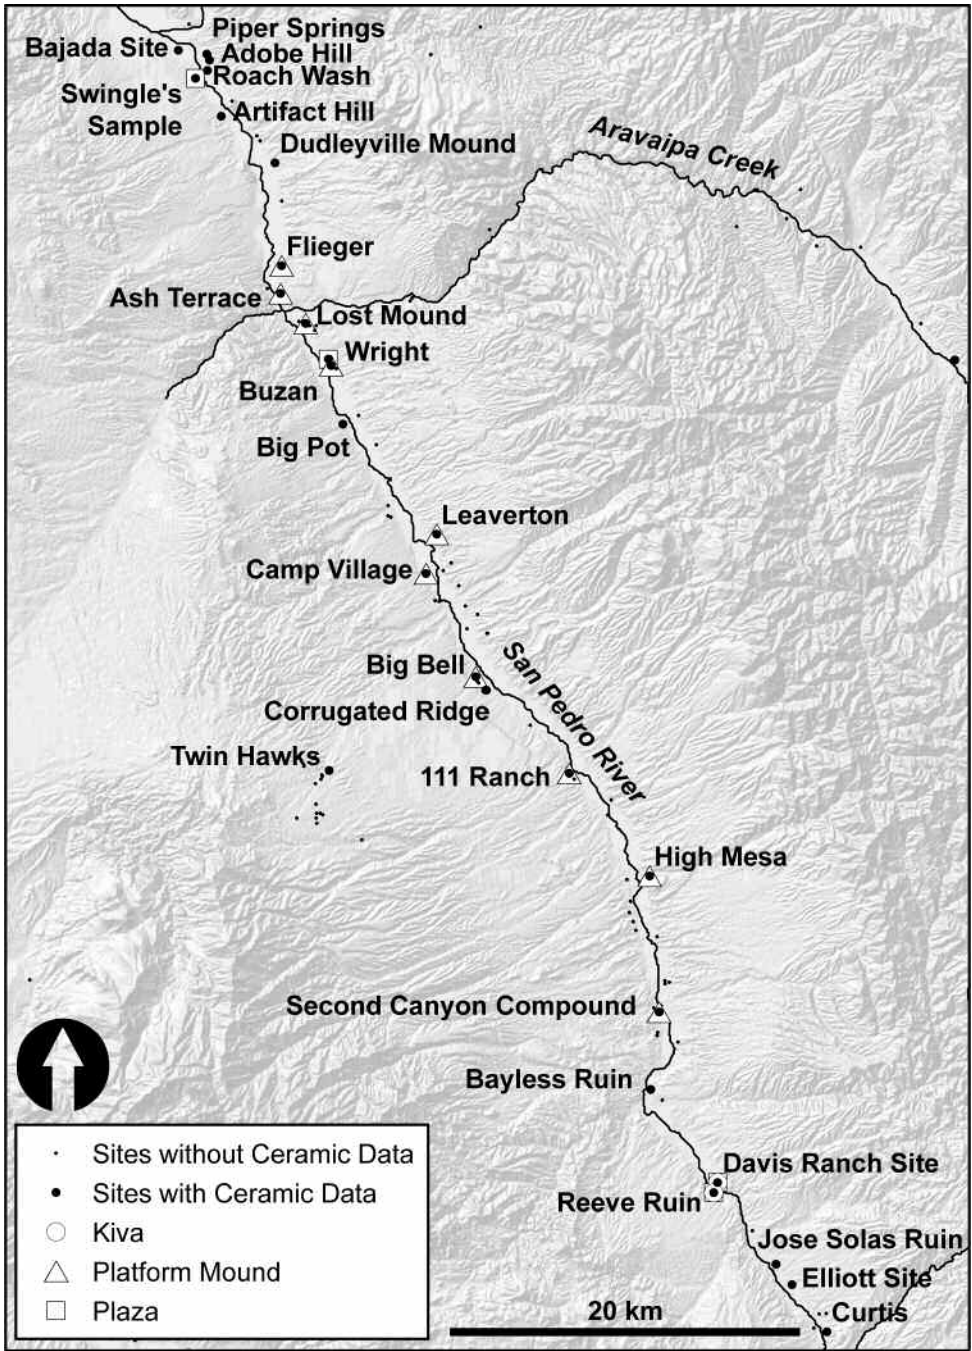 Piper Springs
Bajada Site
Adobe Hill
Roach Wash
Swingle's
Sample
Artifact Hill
Dudleyville Mound
Aravaipa Creek
Flieger
Ash Terrace
Lost Mound
Wright
Buzan
Big Pot
Leaverton
Camp Village
San Pedro River
Big Bell
Corrugated Ridge
Twin Hawks
111 Ranch
High Mesa
Second Canyon Compound
Bayless Ruin
Davis Ranch Site
Reeve Ruin
Jose Solas Ruin
Elliott Site
Curtis
Sites without Ceramic Data
Sites with Ceramic Data
Kiva
Platform Mound
Plaza
20 km